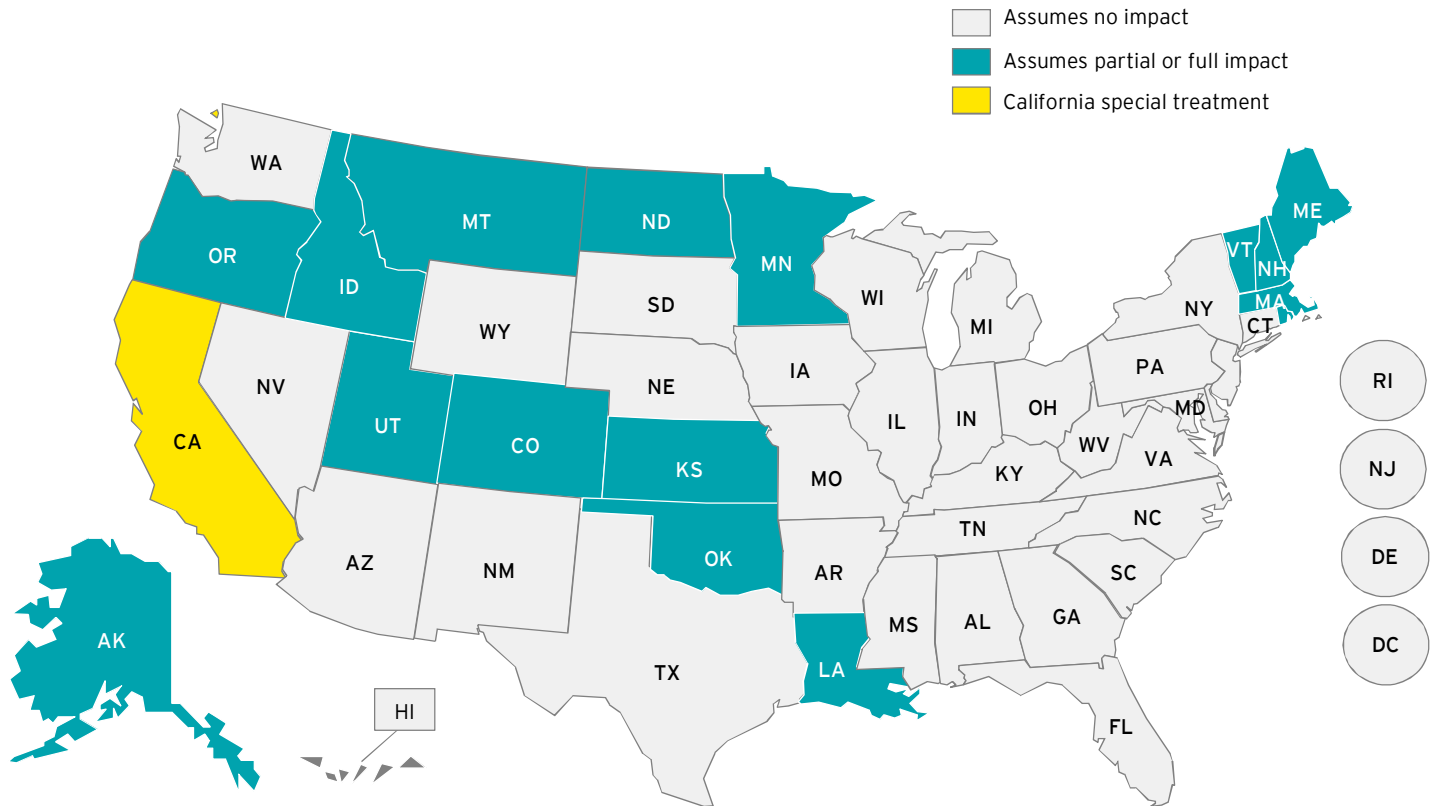 Assumes no impact
Assumes partial or full impact
California special treatment
WA
OR
ID
MT
ND
MN
WY
SD
WI
MI
NV
UT
CO
NE
IA
IL
IN
OH
PA
NY
VT
NH
ME
MA
CT
CA
KS
MO
KY
WV
MD
VA
AZ
NM
OK
AR
TN
NC
SC
TX
LA
MS
AL
GA
FL
AK
HI
RI
NJ
DE
DC